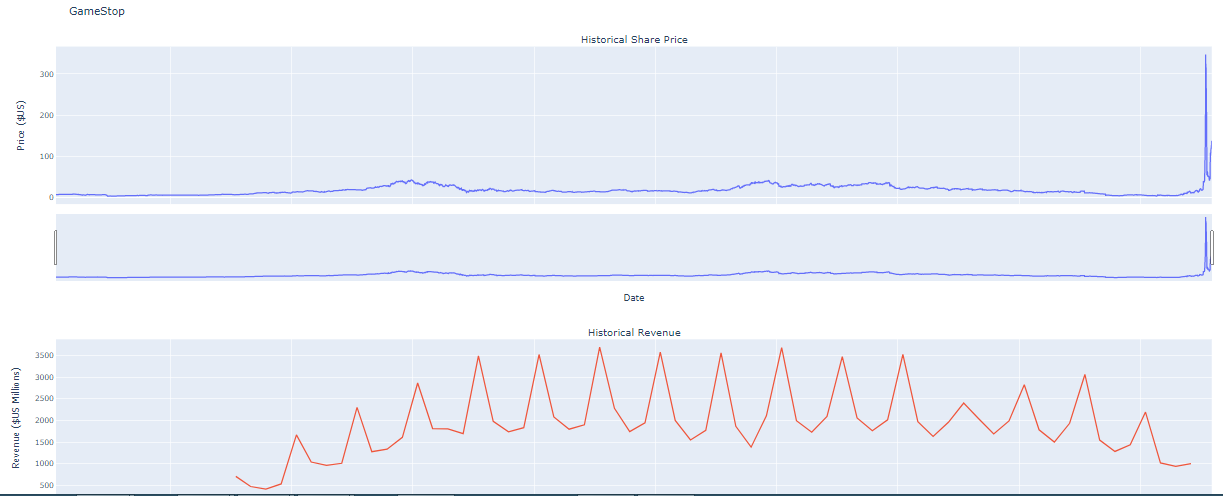 GameStop
Historical Share Price
Price ($US)
300
200
100
0
Date
Historical Revenue
Revenue ($US Millions)
3500
3000
2500
2000
1500
1000
500